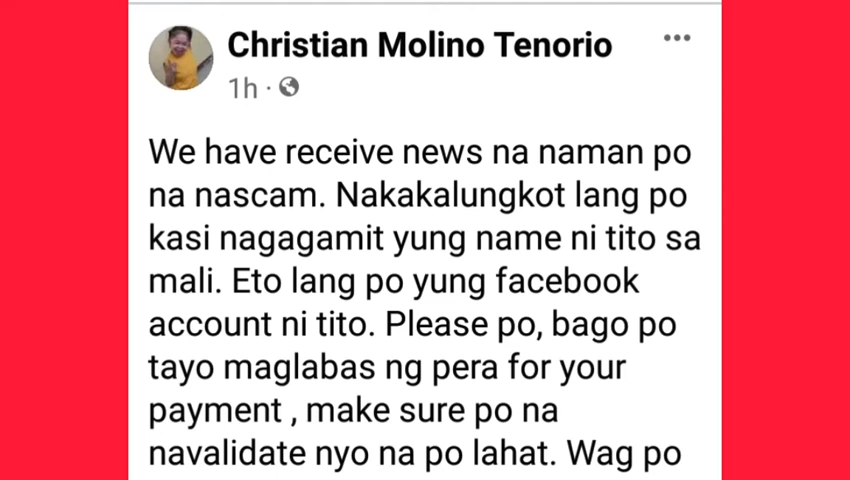 Christian Molino Tenorio
1h ·
We have receive news na naman po
na nascam. Nakakalungkot lang po
kasi nagagamit yung name ni tito sa
mali. Eto lang po yung facebook
account ni tito. Please po, bago po
tayo maglabas ng pera for your
payment , make sure po na
navalidate nyo na po lahat. Wag po